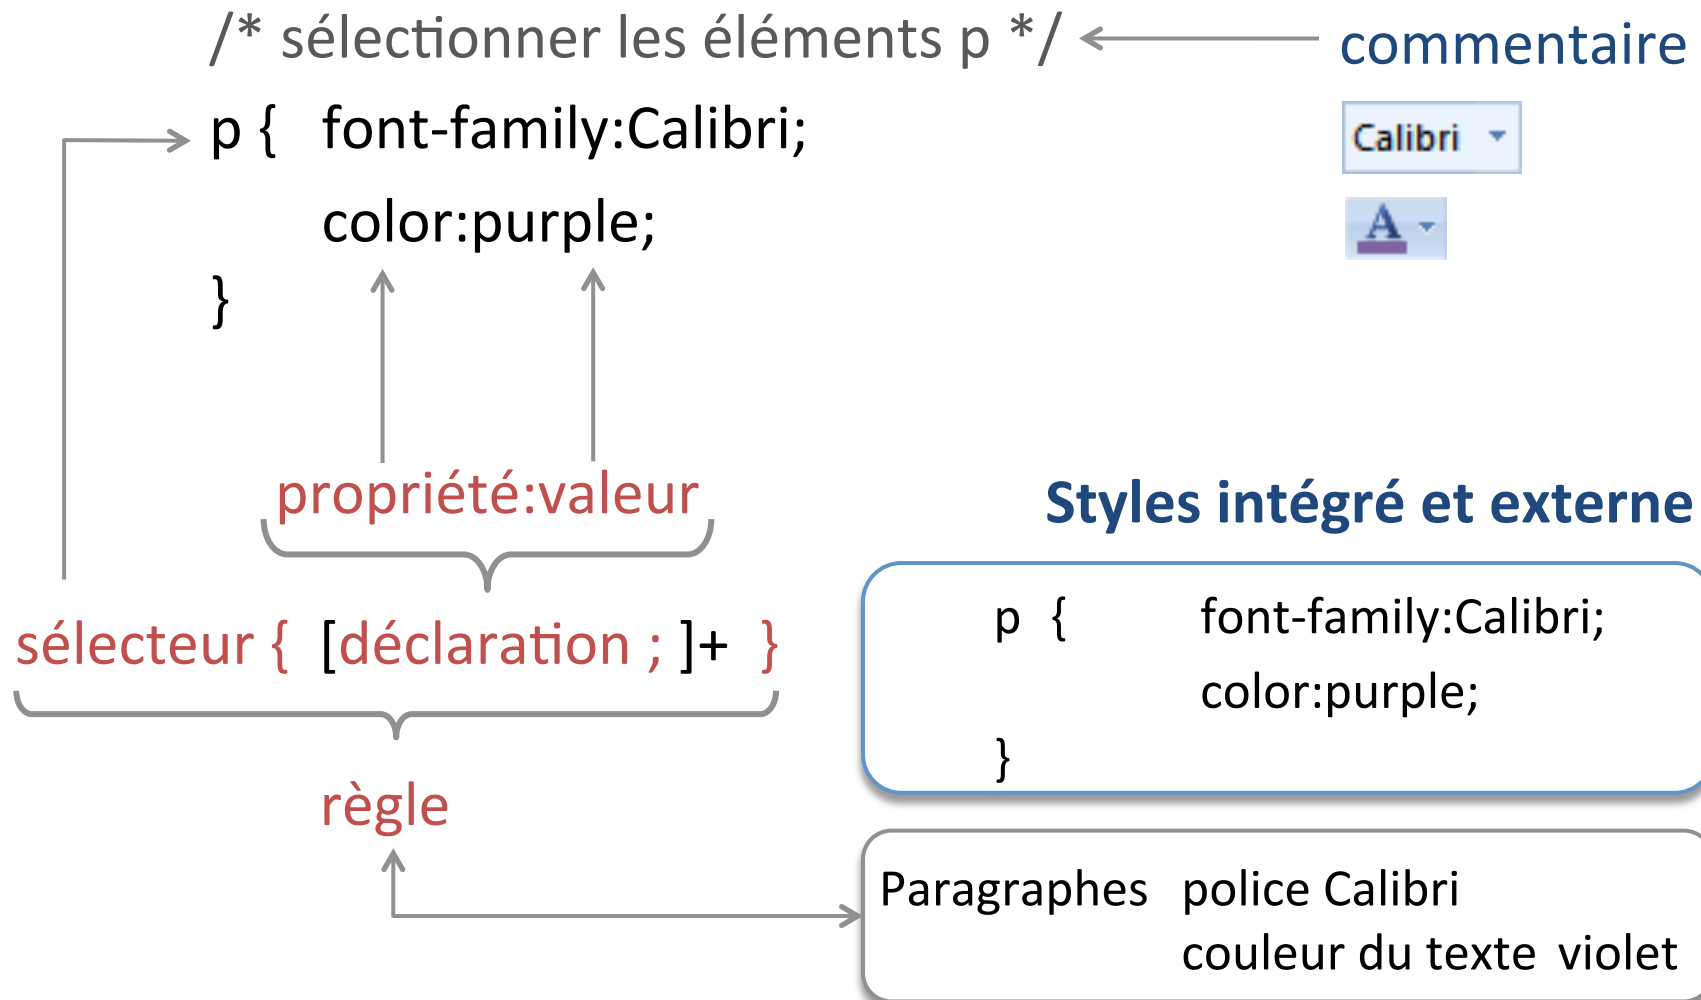 /* sélectionner les éléments p */
commentaire
p { font-family:Calibri;
Calibri
color:purple;
A
}
propriété:valeur
sélecteur { [déclaration ; ]+ }
règle
Styles intégré et externe
p { font-family:Calibri;
color:purple;
}
Paragraphes police Calibri
couleur du texte violet